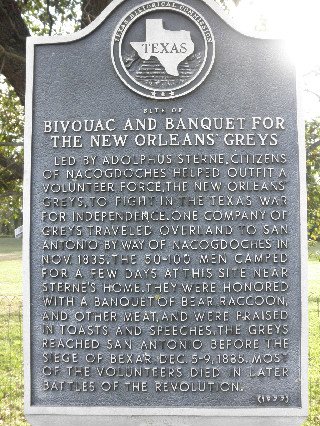 TEXAS HISTORICAL COMMISSION
TEXAS
SITE OF
BIVOUAC AND BANQUET FOR
THE NEW ORLEANS' GREYS
LED BY ADOLPHUS STERNE, CITIZENS
OF NACOGDOCHES HELPED OUTFIT A
VOLUNTEER FORCE, THE NEW ORLEANS'
GREYS, TO FIGHT IN THE TEXAS WAR
FOR INDEPENDENCE. ONE COMPANY OF
GREYS TRAVELED OVERLAND TO SAN
ANTONIO BY WAY OF NACOGDOCHES IN
NOV. 1835. THE 50-100 MEN CAMPED
FOR A FEW DAYS AT THIS SITE NEAR
STERNE'S HOME. THEY WERE HONORED
WITH A BANQUET OF BEAR, RACCOON,
AND OTHER MEAT, AND WERE PRAISED
IN TOASTS AND SPEECHES. THE GREYS
REACHED SAN ANTONIO BEFORE THE
SIEGE OF BEXAR DEC. 5-9, 1835. MOST
OF THE VOLUNTEERS DIED IN LATER
BATTLES OF THE REVOLUTION.